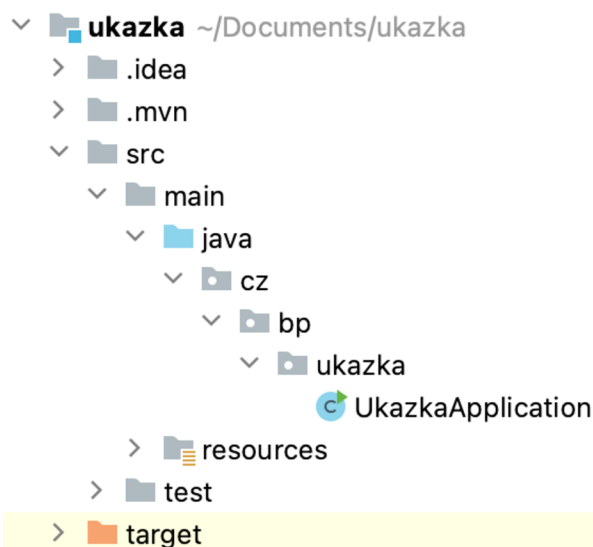 ukazka ~/Documents/ukazka
.idea
.mvn
src
main
java
cz
bp
ukazka
C UkazkaApplication
resources
test
target